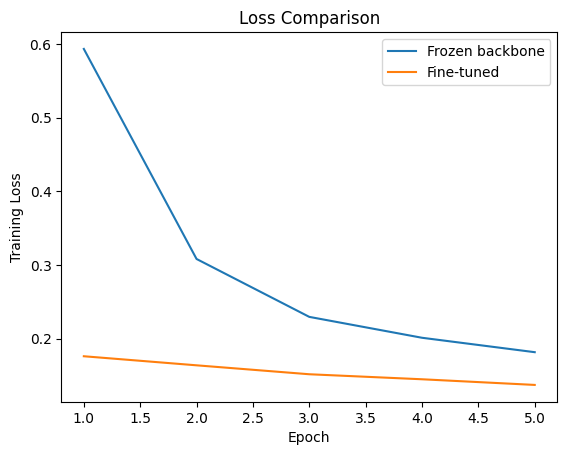 Loss Comparison
Frozen backbone
Fine-tuned
Training Loss
0.6
0.5
0.4
0.3
0.2
1.0 1.5 2.0 2.5 3.0 3.5 4.0 4.5 5.0
Epoch